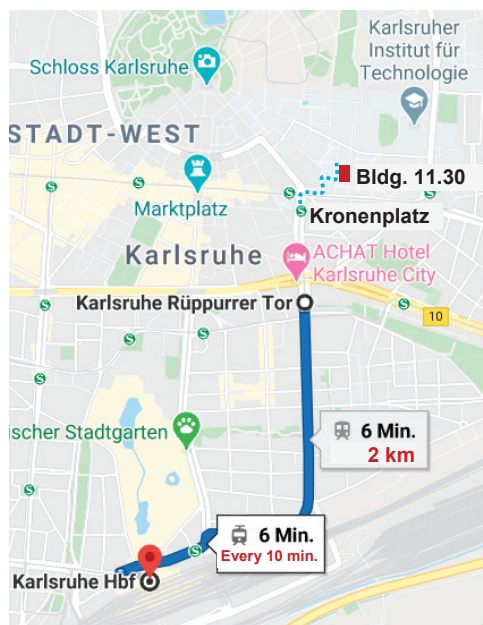 Karlsruher
Institut für
Technologie
Schloss Karlsruhe
STADT-WEST
Bldg. 11.30
Marktplatz
Kronenplatz
Karlsruhe
ACHAT Hotel
Karlsruhe City
Karlsruhe Rüppurrer Tor
10
6 Min.
2 km
ischer Stadtgarten
6 Min.
Every 10 min.
Karlsruhe Hbf
S
S
S
S
S
S
S
S
S
S
S
S
S